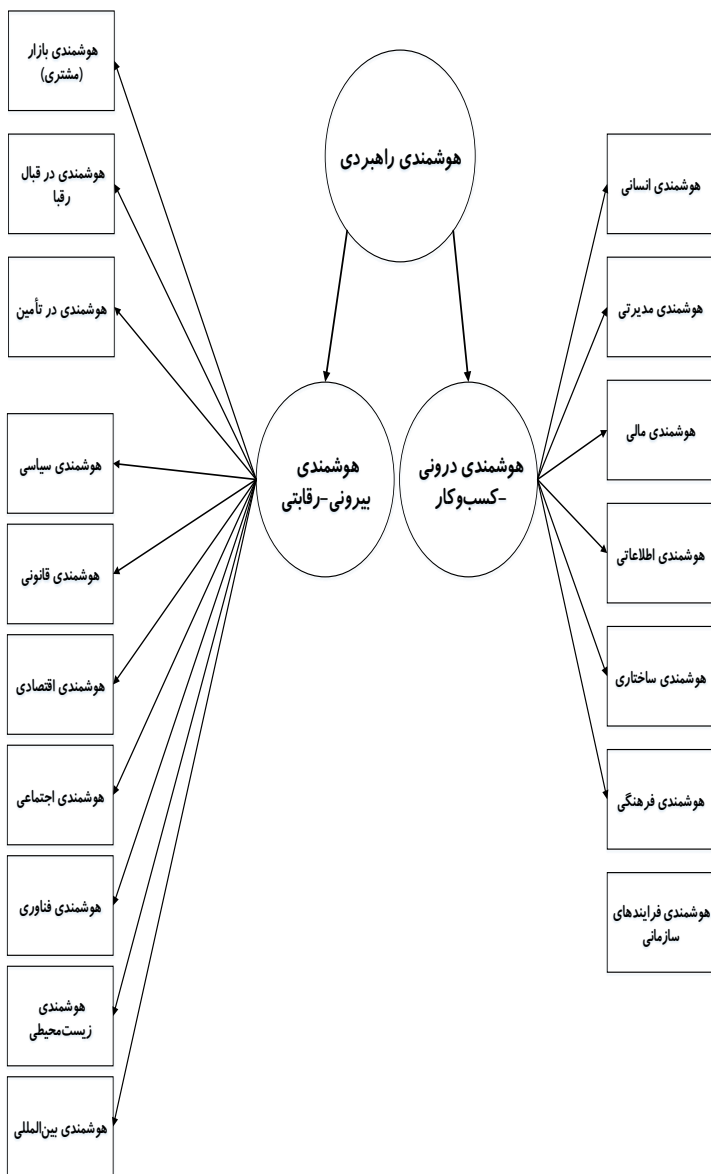 هوشمندی راهبردی
هوشمندی درونی
-کسب‌وکار
هوشمندی
بیرونی-رقابتی
هوشمندی انسانی
هوشمندی مدیرتی
هوشمندی مالی
هوشمندی اطلاعاتی
هوشمندی ساختاری
هوشمندی فرهنگی
هوشمندی فرایندهای
سازمانی
هوشمندی بازار
(مشتری)
هوشمندی در قبال
رقبا
هوشمندی در تأمین
هوشمندی سیاسی
هوشمندی قانونی
هوشمندی اقتصادی
هوشمندی اجتماعی
هوشمندی فناوری
هوشمندی
زیست‌محیطی
هوشمندی بین‌المللی